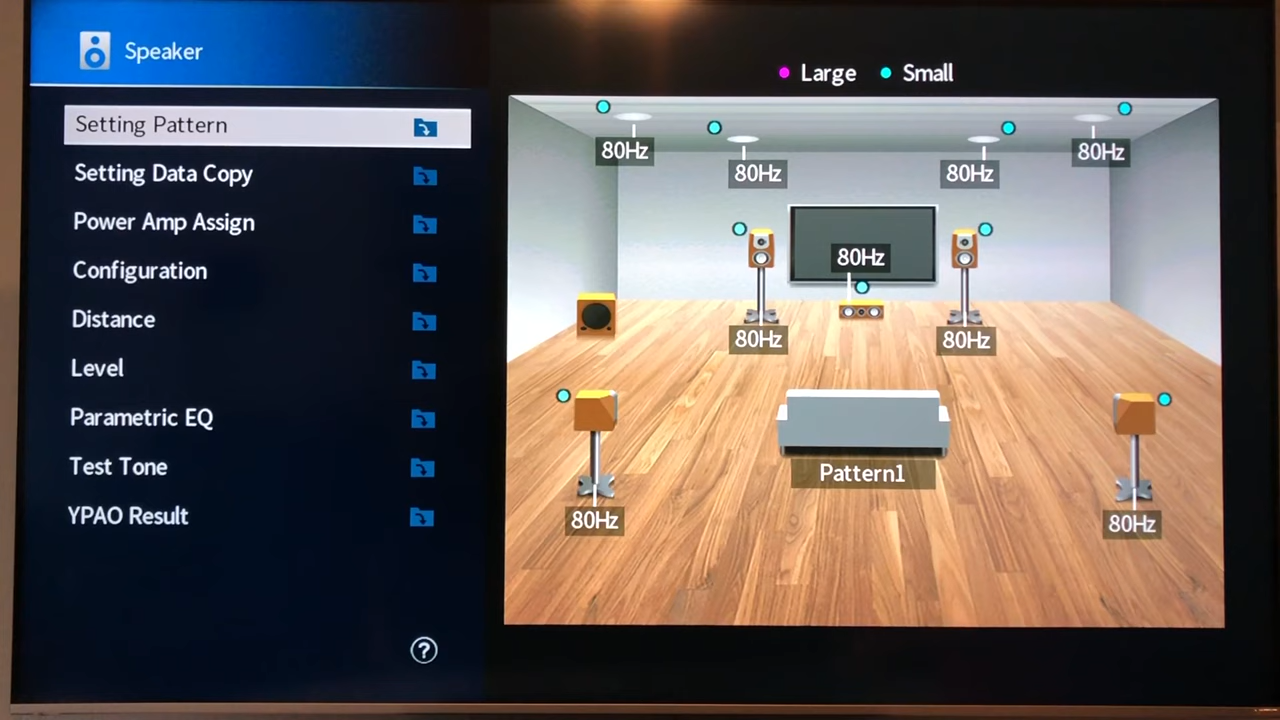 Speaker
Setting Pattern
Setting Data Copy
Power Amp Assign
Configuration
Distance
Level
Parametric EQ
Test Tone
YPAO Result
?
Large Small
80Hz
80Hz
80Hz
80Hz
80Hz
80Hz
80Hz
Pattern1
80Hz
80Hz